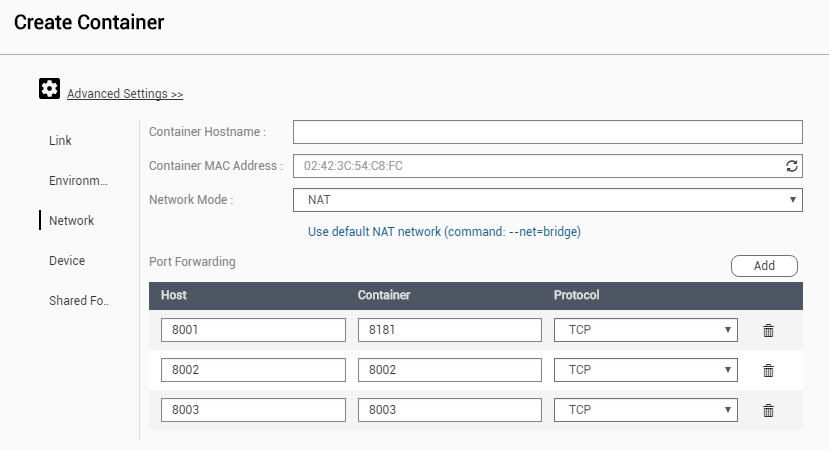 Create Container
Advanced Settings >>
Link
Environm...
Network
Device
Shared Fo..
Container Hostname :
Container MAC Address : 02:42:3C:54:C8:FC
Network Mode : NAT
Use default NAT network (command: --net=bridge)
Port Forwarding
Add
Host Container Protocol
8001 8181 TCP
8002 8002 TCP
8003 8003 TCP